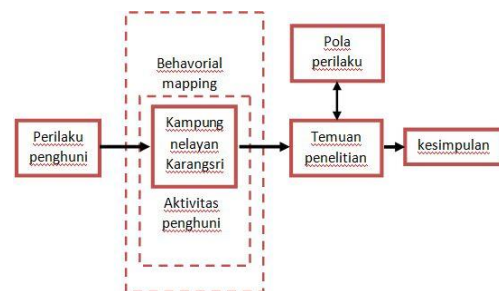 Behavorial
mapping
Pola
perilaku
Perilaku
penghuni
Kampung
nelayan
Karangsri
Temuan
penelitian
kesimpulan
Aktivitas
penghuni